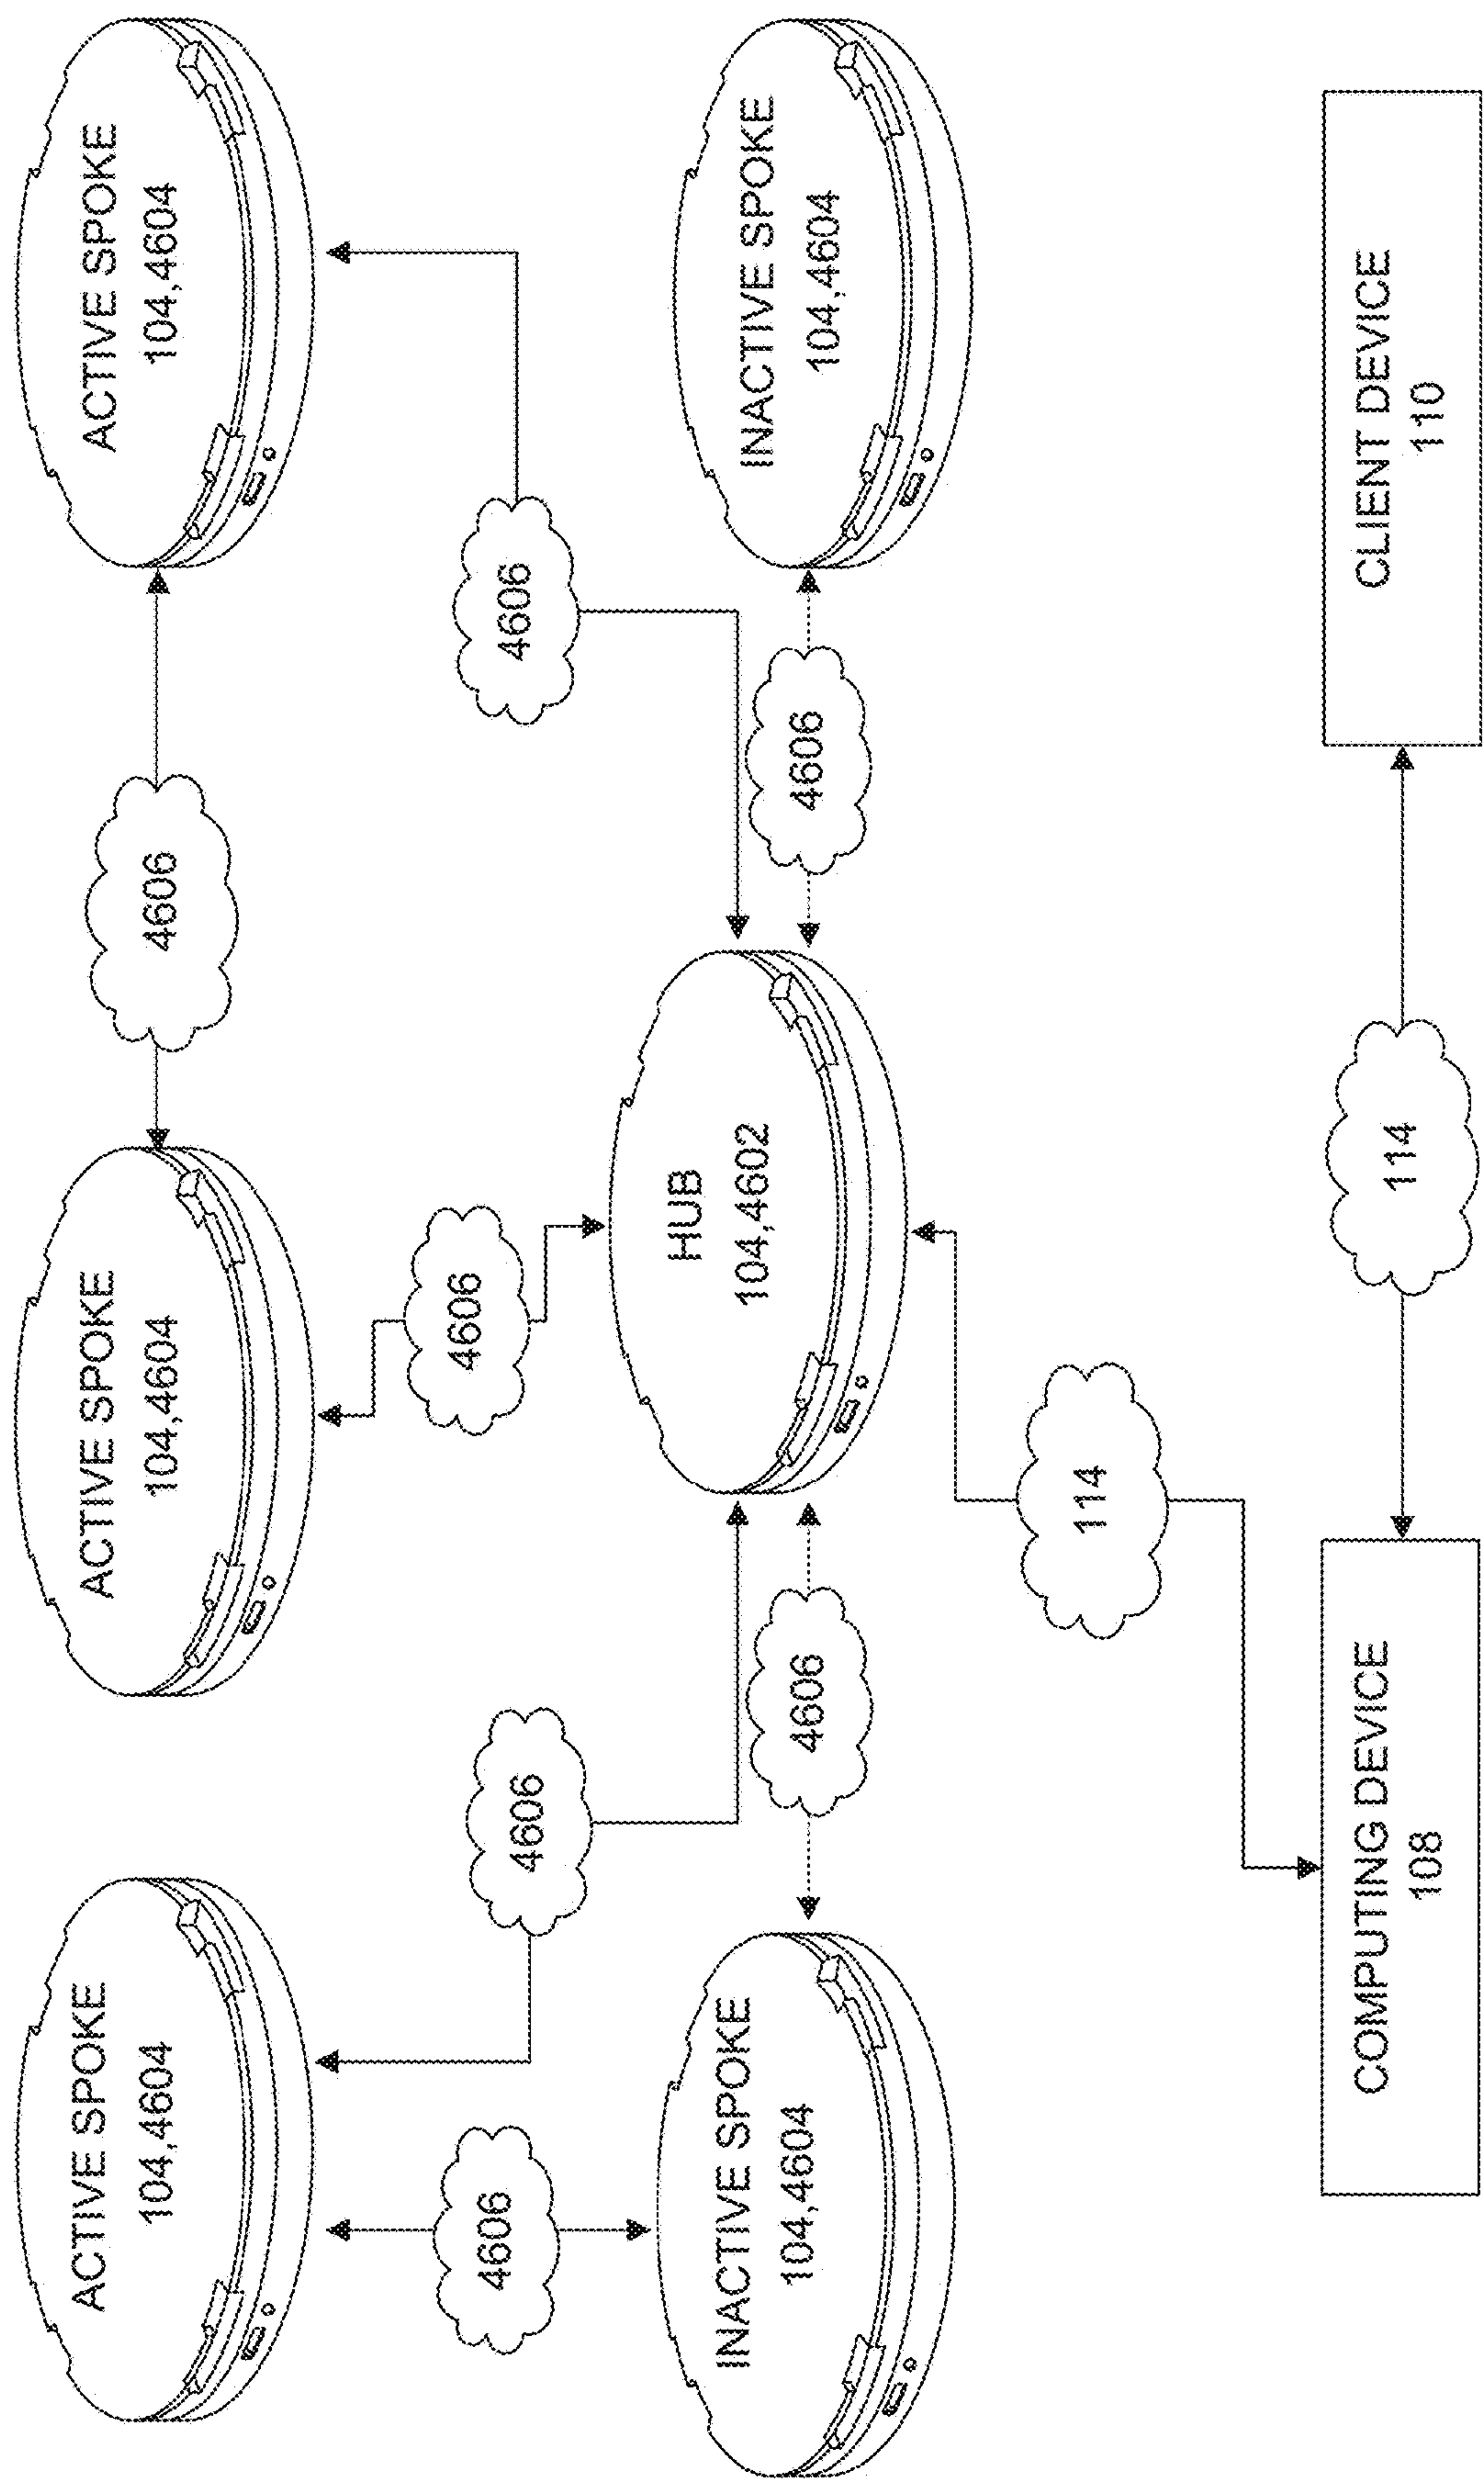 ACTIVE SPOKE
104,4604
ACTIVE SPOKE
104,4604
4606
ACTIVE SPOKE
104,4604
4606
4606
4606
4606
INACTIVE SPOKE
104,4604
4606
HUB
104,4602
4606
INACTIVE SPOKE
104,4604
114
COMPUTING DEVICE
108
114
CLIENT DEVICE
110